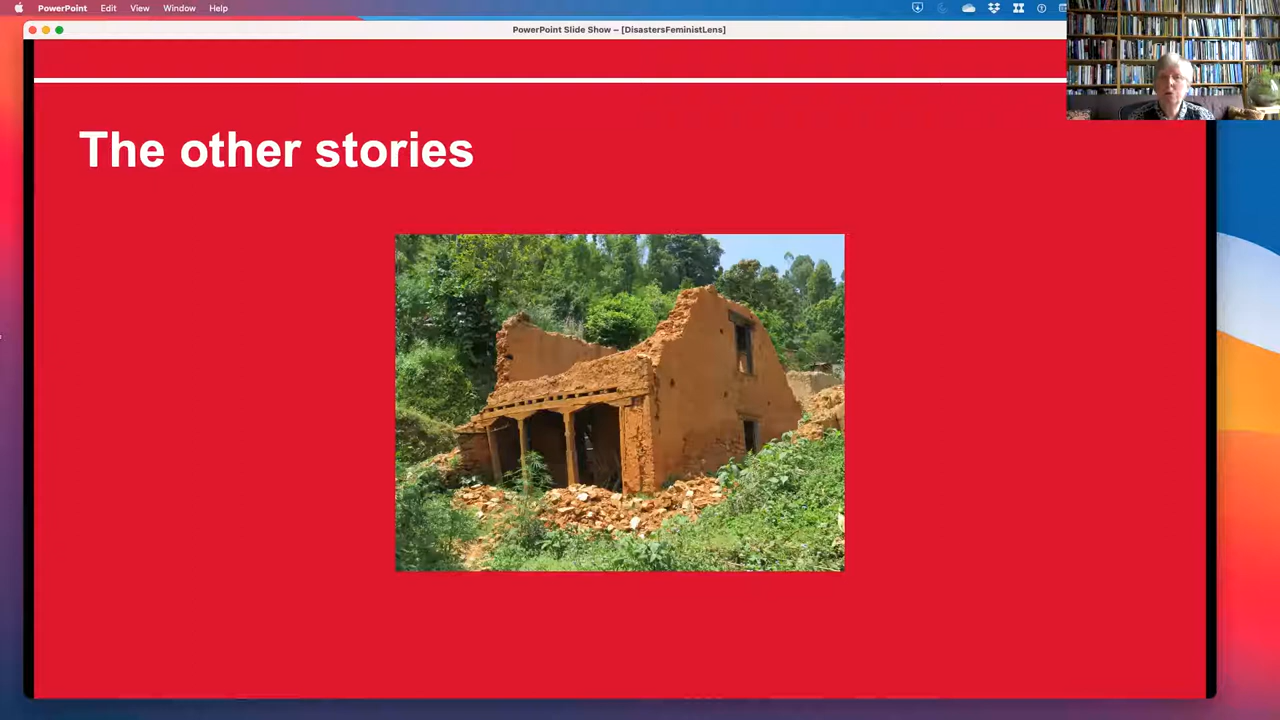 PowerPoint Edit View Window Help
PowerPoint Slide Show – [DisastersFeministLens]
The other stories